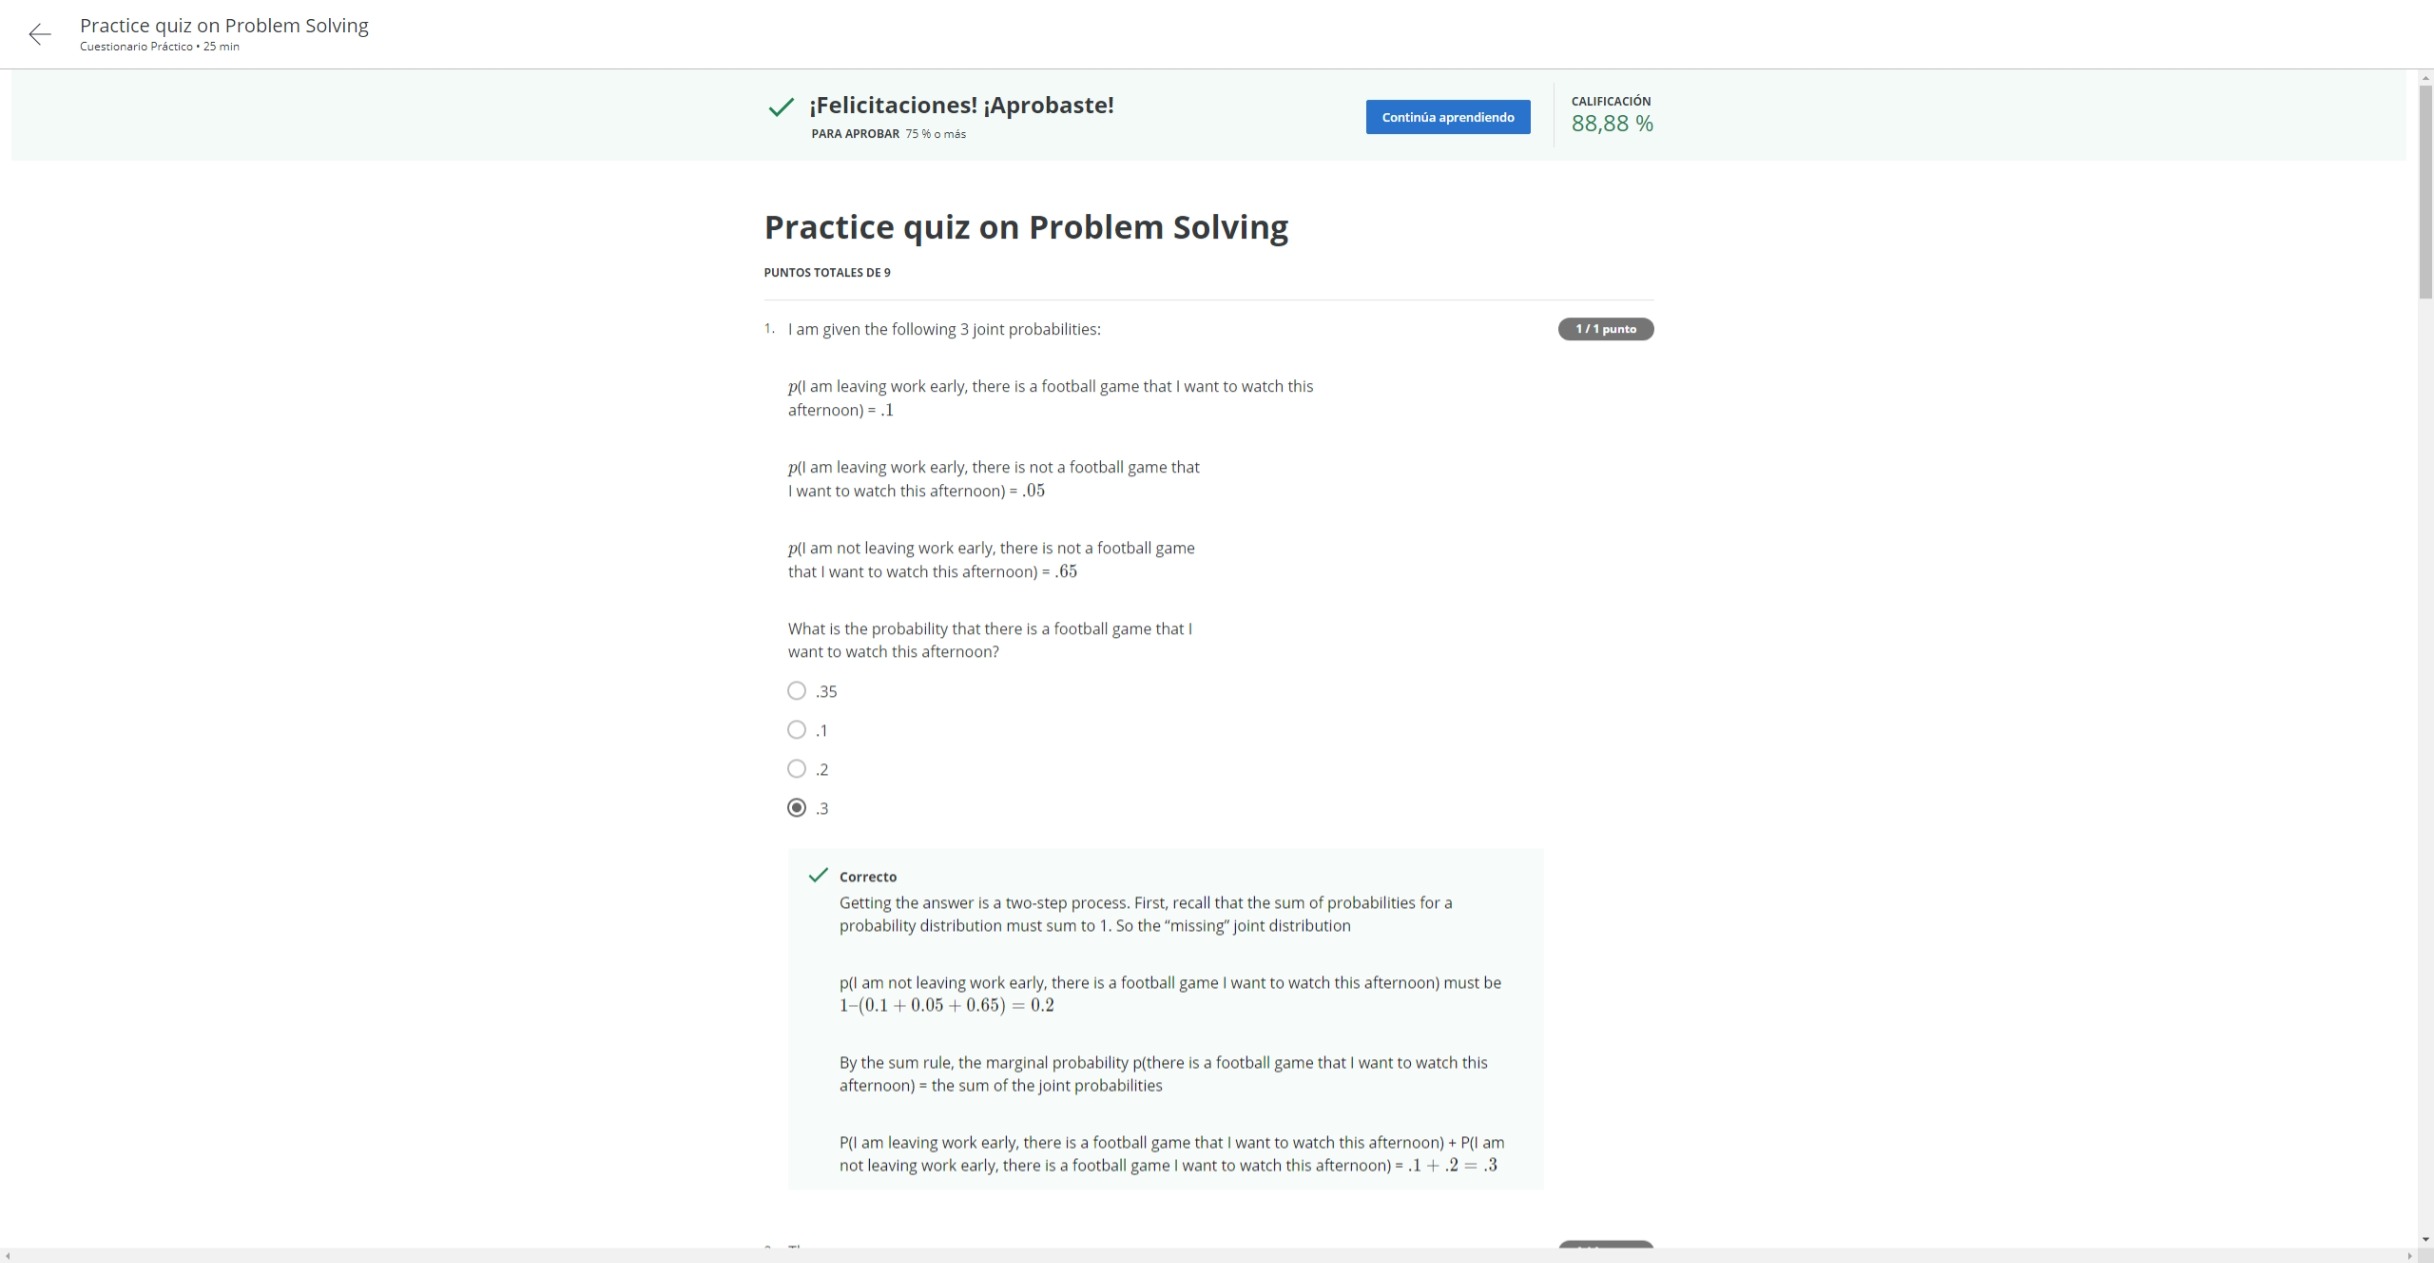 Practice quiz on Problem Solving
Cuestionario Práctico • 25 min
¡Felicitaciones! ¡Aprobaste!
PARA APROBAR 75 % o más
Continúa aprendiendo
CALIFICACIÓN
88,88 %
Practice quiz on Problem Solving
PUNTOS TOTALES DE 9
1. I am given the following 3 joint probabilities:
1 / 1 punto
p(I am leaving work early, there is a football game that I want to watch this
afternoon) = .1
p(I am leaving work early, there is not a football game that
I want to watch this afternoon) = .05
p(I am not leaving work early, there is not a football game
that I want to watch this afternoon) = .65
What is the probability that there is a football game that I
want to watch this afternoon?
.35
.1
.2
.3
Correcto
Getting the answer is a two-step process. First, recall that the sum of probabilities for a
probability distribution must sum to 1. So the “missing” joint distribution
p(I am not leaving work early, there is a football game I want to watch this afternoon) must be
1–(0.1 + 0.05 + 0.65) = 0.2
By the sum rule, the marginal probability p(there is a football game that I want to watch this
afternoon) = the sum of the joint probabilities
P(I am leaving work early, there is a football game that I want to watch this afternoon) + P(I am
not leaving work early, there is a football game I want to watch this afternoon) = .1 + .2 = .3